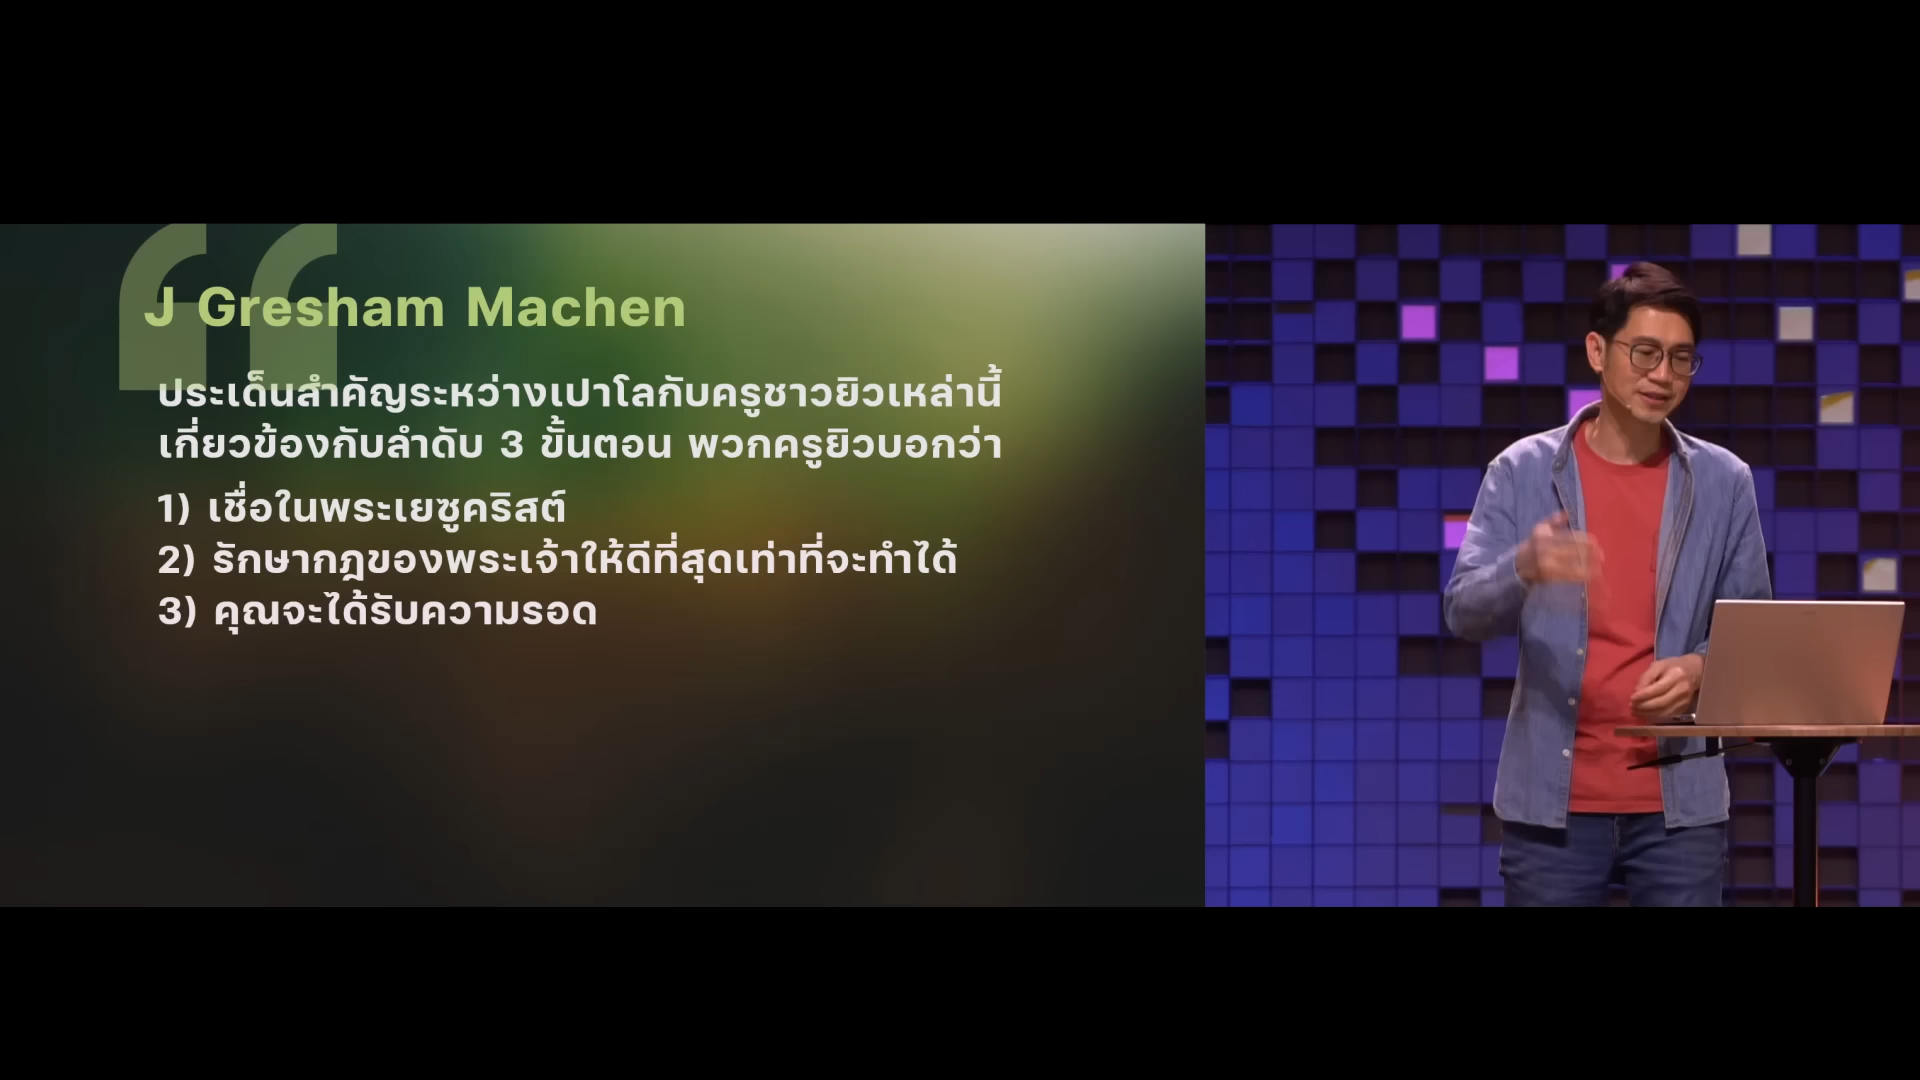 J Gresham Machen
ประเด็นสำคัญระหว่างเปาโลกับครูชาวยิวเหล่านี้
เกี่ยวข้องกับลำดับ 3 ขั้นตอน พวกครูยิวบอกว่า
1) เชื่อในพระเยซูคริสต์
2) รักษากฎของพระเจ้าให้ดีที่สุดเท่าที่จะทำได้
3) คุณจะได้รับความรอด